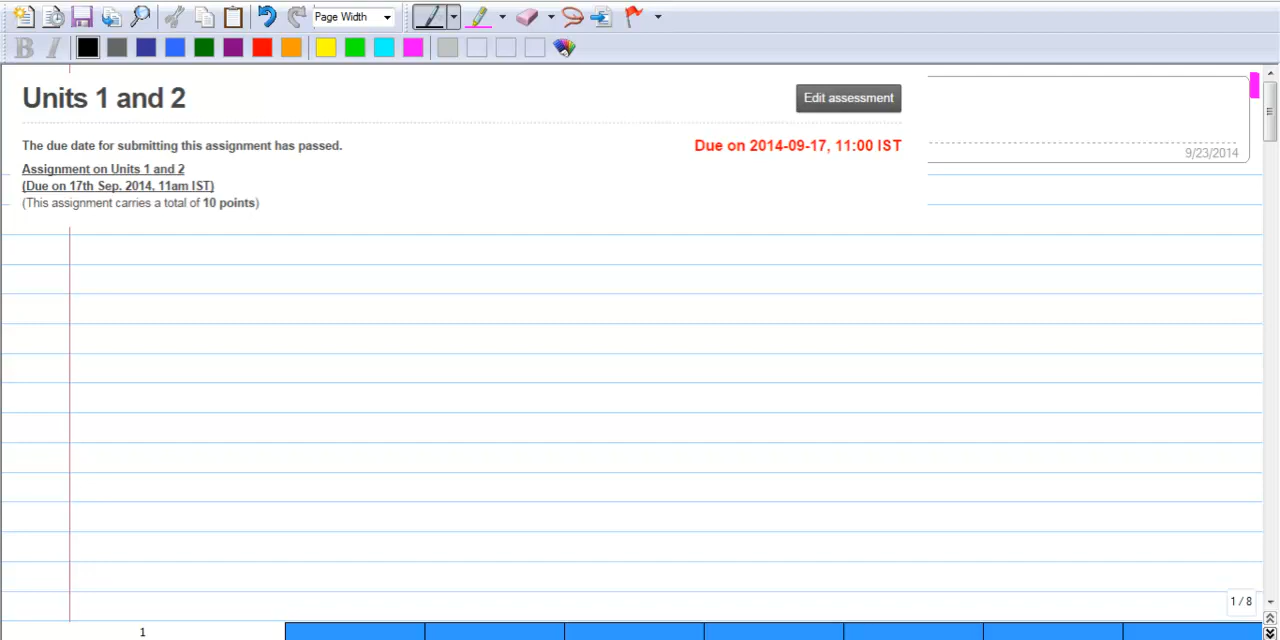 Page Width
B I
Units 1 and 2
Edit assessment
The due date for submitting this assignment has passed.
Due on 2014-09-17, 11:00 IST
9/23/2014
Assignment on Units 1 and 2
(Due on 17th Sep, 2014, 11am IST)
(This assignment carries a total of 10 points)
1 / 8
1